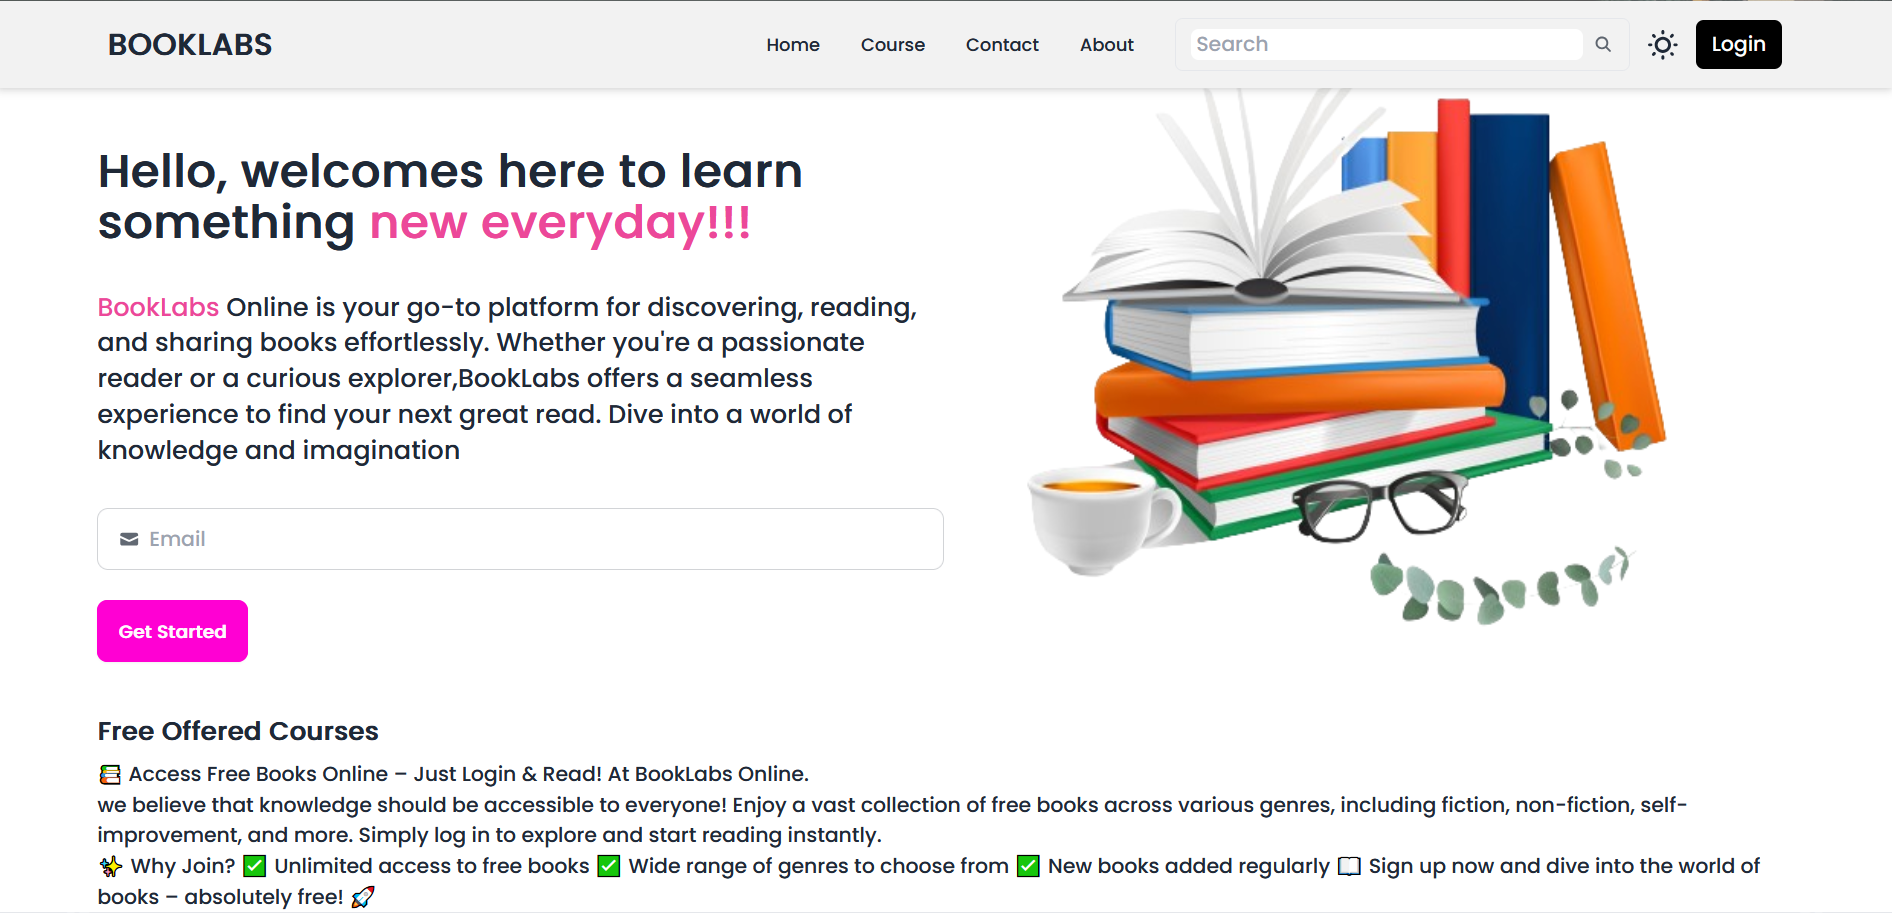 BOOKLABS
Home Course Contact About Search Login
Hello, welcomes here to learn
something new everyday!!!
BookLabs Online is your go-to platform for discovering, reading,
and sharing books effortlessly. Whether you're a passionate
reader or a curious explorer,BookLabs offers a seamless
experience to find your next great read. Dive into a world of
knowledge and imagination
Email
Get Started
Free Offered Courses
📚 Access Free Books Online – Just Login & Read! At BookLabs Online.
we believe that knowledge should be accessible to everyone! Enjoy a vast collection of free books across various genres, including fiction, non-fiction, self-
improvement, and more. Simply log in to explore and start reading instantly.
✨ Why Join? ✅ Unlimited access to free books ✅ Wide range of genres to choose from ✅ New books added regularly 📖 Sign up now and dive into the world of
books – absolutely free! 🚀